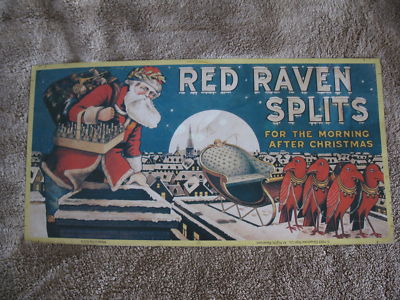 RED RAVEN
SPLITS
FOR THE MORNING
AFTER CHRISTMAS